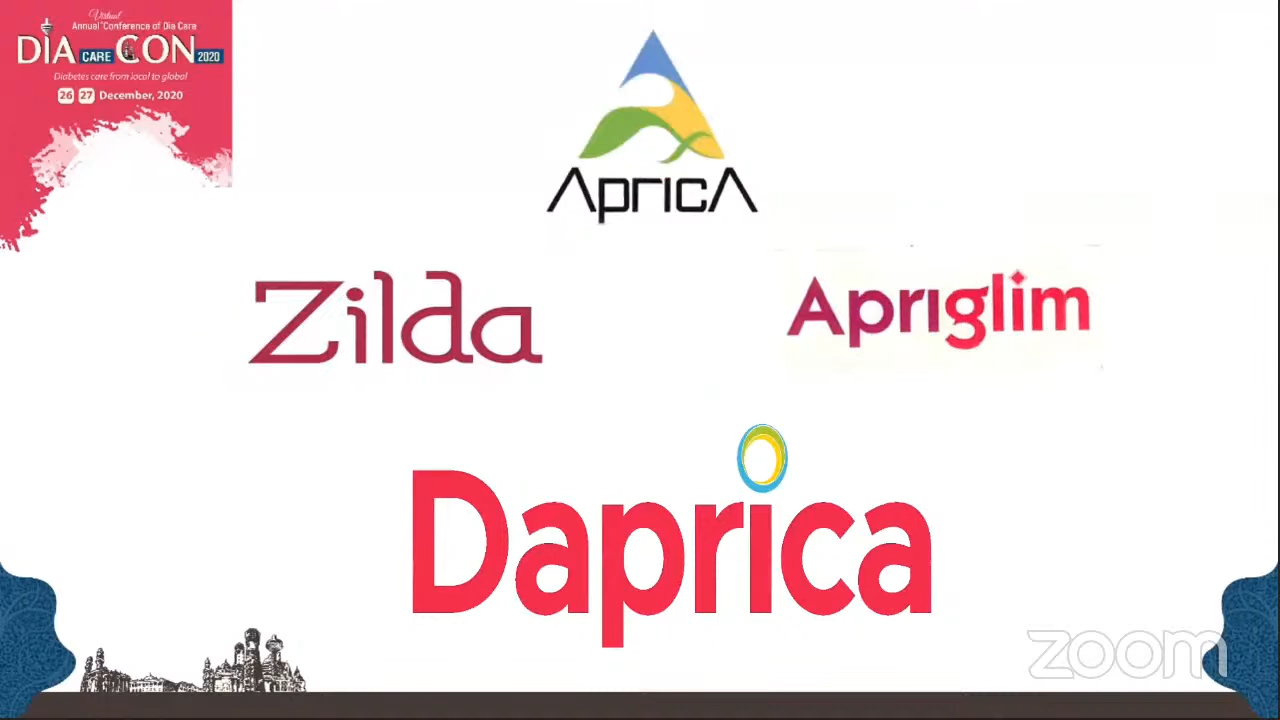 Virtual
Annual Conference of Dia Care
DIA CARE CON 2020
Diabetes care from local to global
26 27 December, 2020
Aprica
Zilda
Apriglim
Daprica
zoom